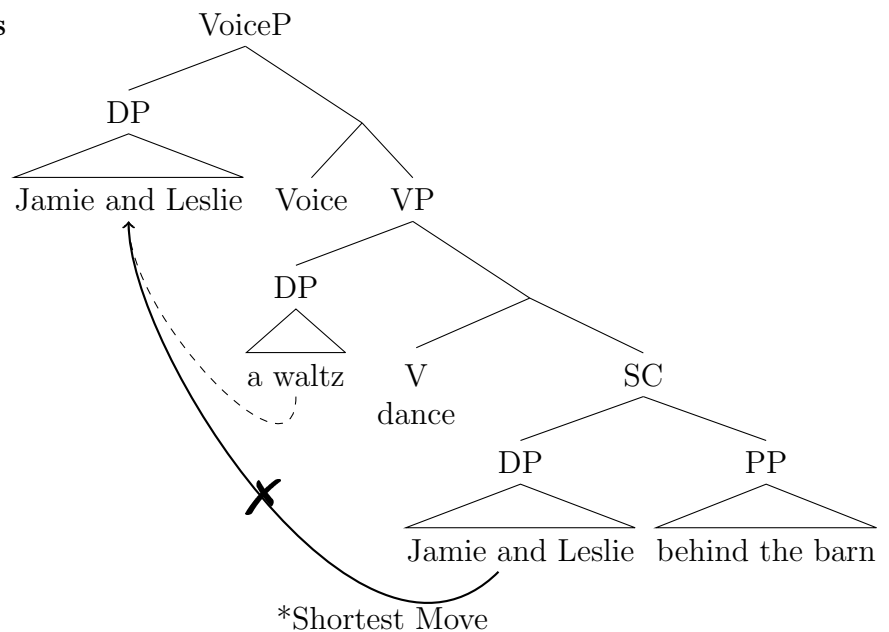 s
VoiceP
DP
Jamie and Leslie Voice VP
DP
a waltz V SC
dance
DP PP
Jamie and Leslie behind the barn
*Shortest Move